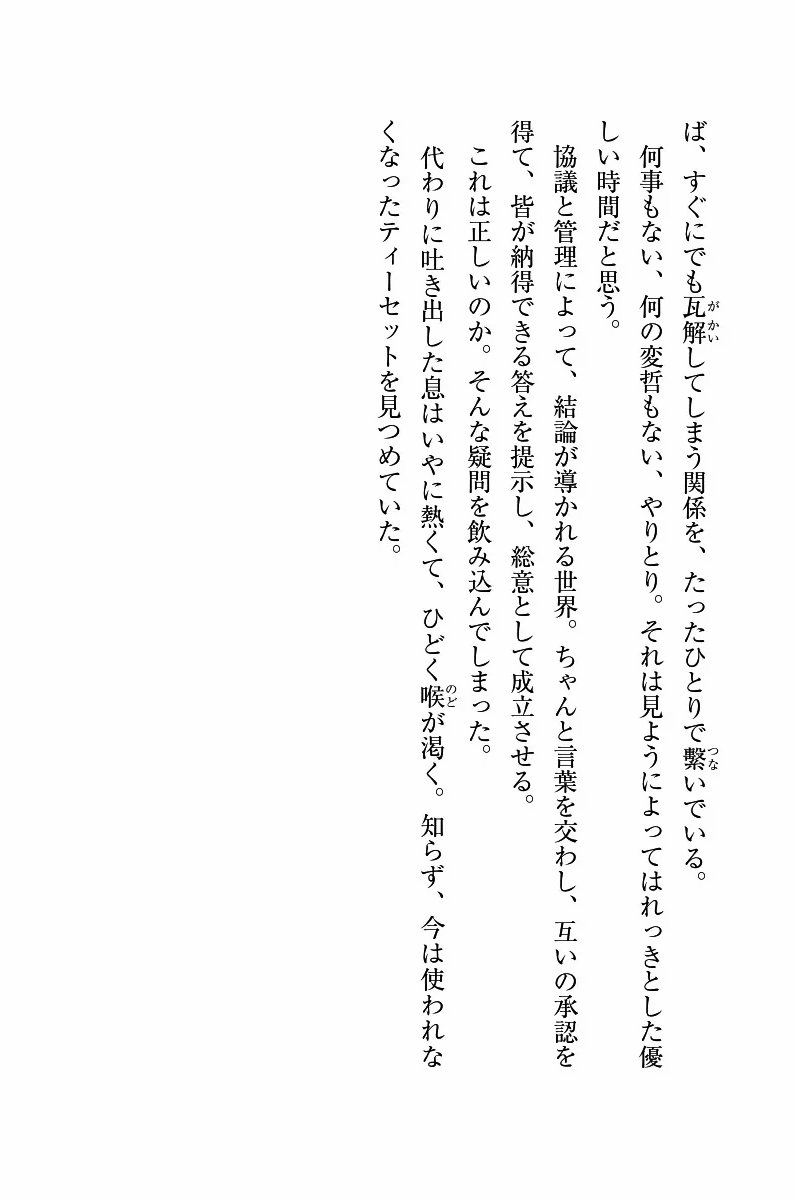 ば、すぐにでも瓦解してしまう関係を、たったひとりで繫いでいる。
何事もない、何の変哲もない、やりとり。それは見ようによってはれっきとした優
しい時間だと思う。
協議と管理によって、結論が導かれる世界。ちゃんと言葉を交わし、互いの承認を
得て、皆が納得できる答えを提示し、総意として成立させる。
これは正しいのか。そんな疑問を飲み込んでしまった。
代わりに吐き出した息はいやに熱くて、ひどく喉が渇く。知らず、今は使われな
くなったティーセットを見つめていた。